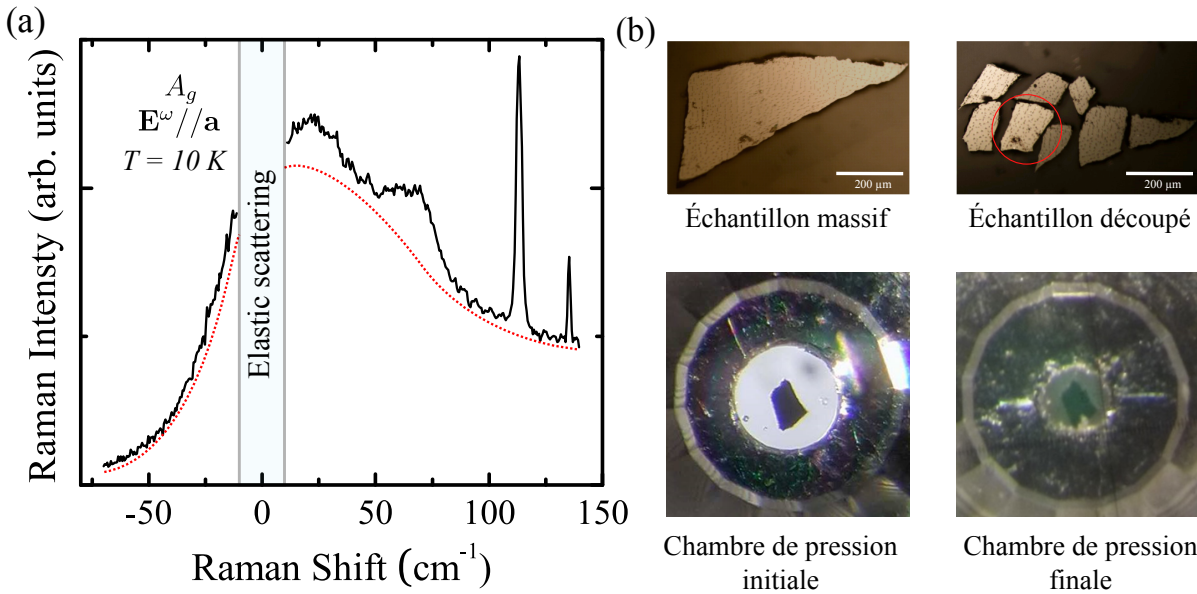 (a)
Raman Intensty (arb. units)
A_g
E^ω//a
T = 10 K
Elastic scattering
-50 0 50 100 150
Raman Shift (cm⁻¹)
(b)
200 µm
Échantillon massif
200 µm
Échantillon découpé
Chambre de pression
initiale
Chambre de pression
finale